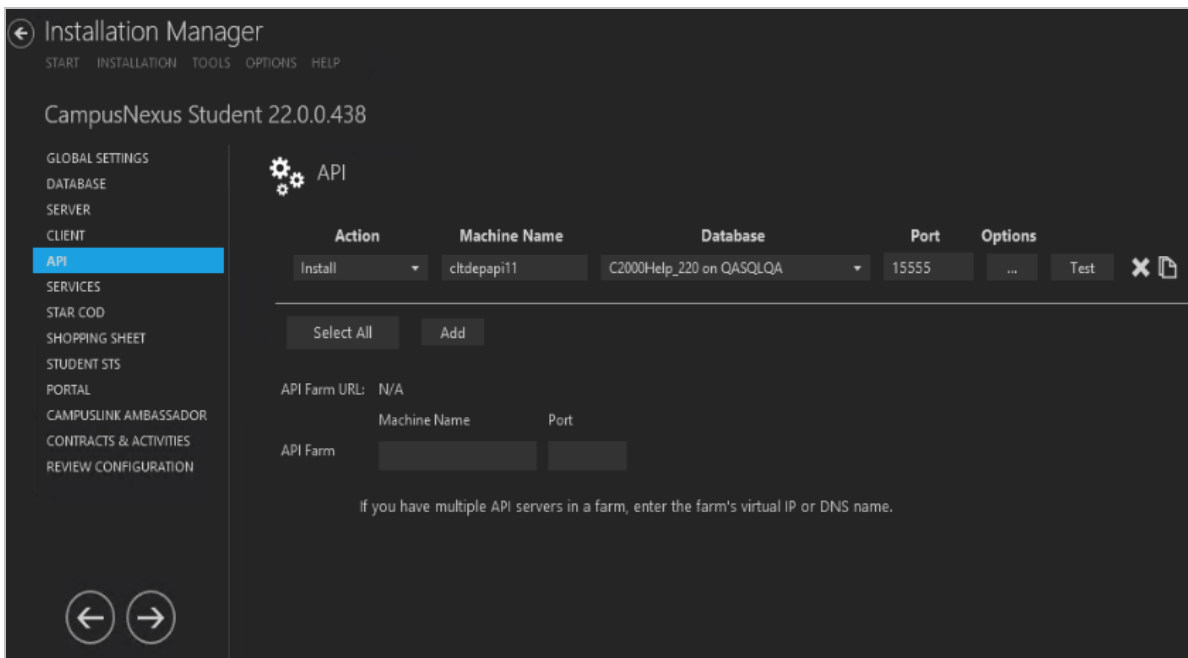 Installation Manager
START INSTALLATION TOOLS OPTIONS HELP
CampusNexus Student 22.0.0.438
GLOBAL SETTINGS
DATABASE
SERVER
CLIENT
API
SERVICES
STAR COD
SHOPPING SHEET
STUDENT STS
PORTAL
CAMPUSLINK AMBASSADOR
CONTRACTS & ACTIVITIES
REVIEW CONFIGURATION
API
Action Machine Name Database Port Options
Install cltdepapi11 C2000Help_220 on QASQLQA 15555 ... Test
Select All Add
API Farm URL: N/A
Machine Name Port
API Farm
If you have multiple API servers in a farm, enter the farm's virtual IP or DNS name.